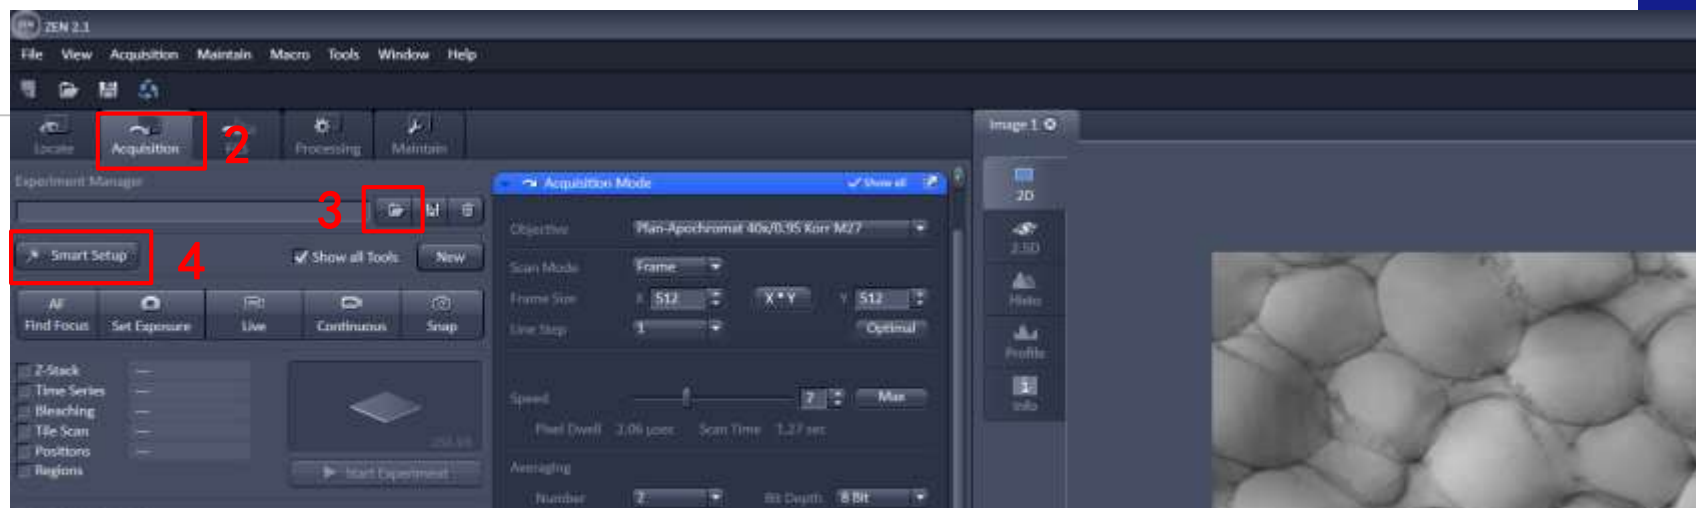 ZEN 2.1
File View Acquisition Maintain Macro Tools Window Help
Locate Acquisition 2 Processing Maintain
Image 1
Experiment Manager
Acquisition Mode Show all
2D
3
Objective Plan-Apochromat 40x/0.95 Korr M27
2.5D
Smart Setup 4 Show all Tools New
Scan Mode Frame
Frame Size X 512 X * Y Y 512
Histo
AF
Find Focus Set Exposure Live Continuous Snap
Line Step 1 Optimal
Profile
Z-Stack ---
Time Series ---
Bleaching ---
Tile Scan ---
Positions ---
Regions
Start Experiment
Speed 7 Max
Info
Pixel Dwell 2.06 µsec Scan Time 1.27 sec
Averaging
Number 2 Bit Depth 8 Bit